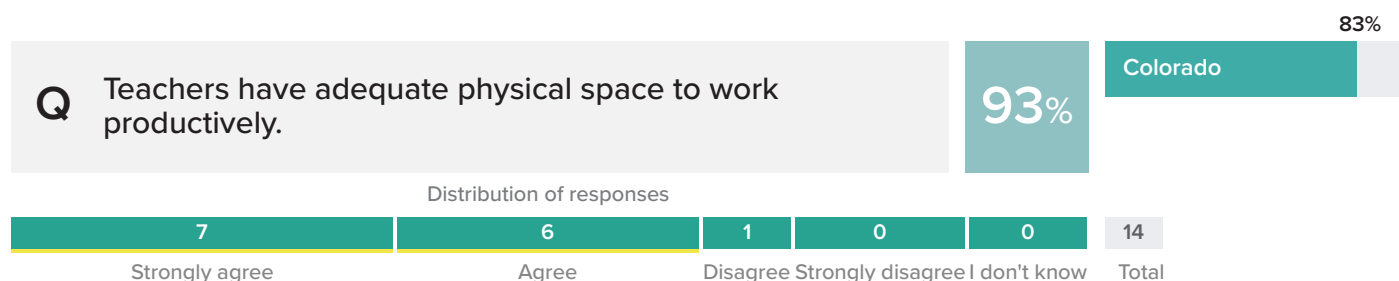 83%
Q
Teachers have adequate physical space to work
productively.
93%
Colorado
Distribution of responses
7 6 1 0 0 14
Strongly agree Agree Disagree Strongly disagree I don't know Total